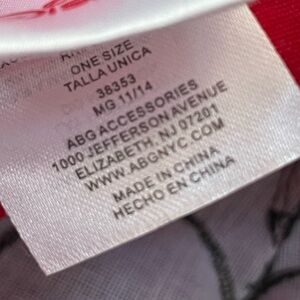 ONE SIZE
TALLA UNICA
38353
MG 11/14
ABG ACCESSORIES
1000 JEFFERSON AVENUE
ELIZABETH, NJ 07201
WWW.ABGNYC.COM
MADE IN CHINA
HECHO EN CHINA